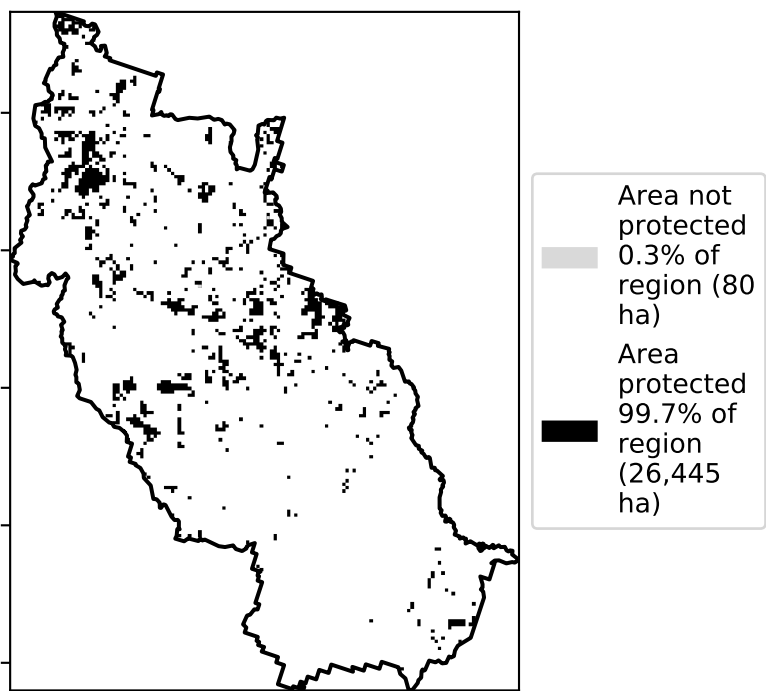 Area not
protected
0.3% of
region (80
ha)
Area
protected
99.7% of
region
(26,445
ha)